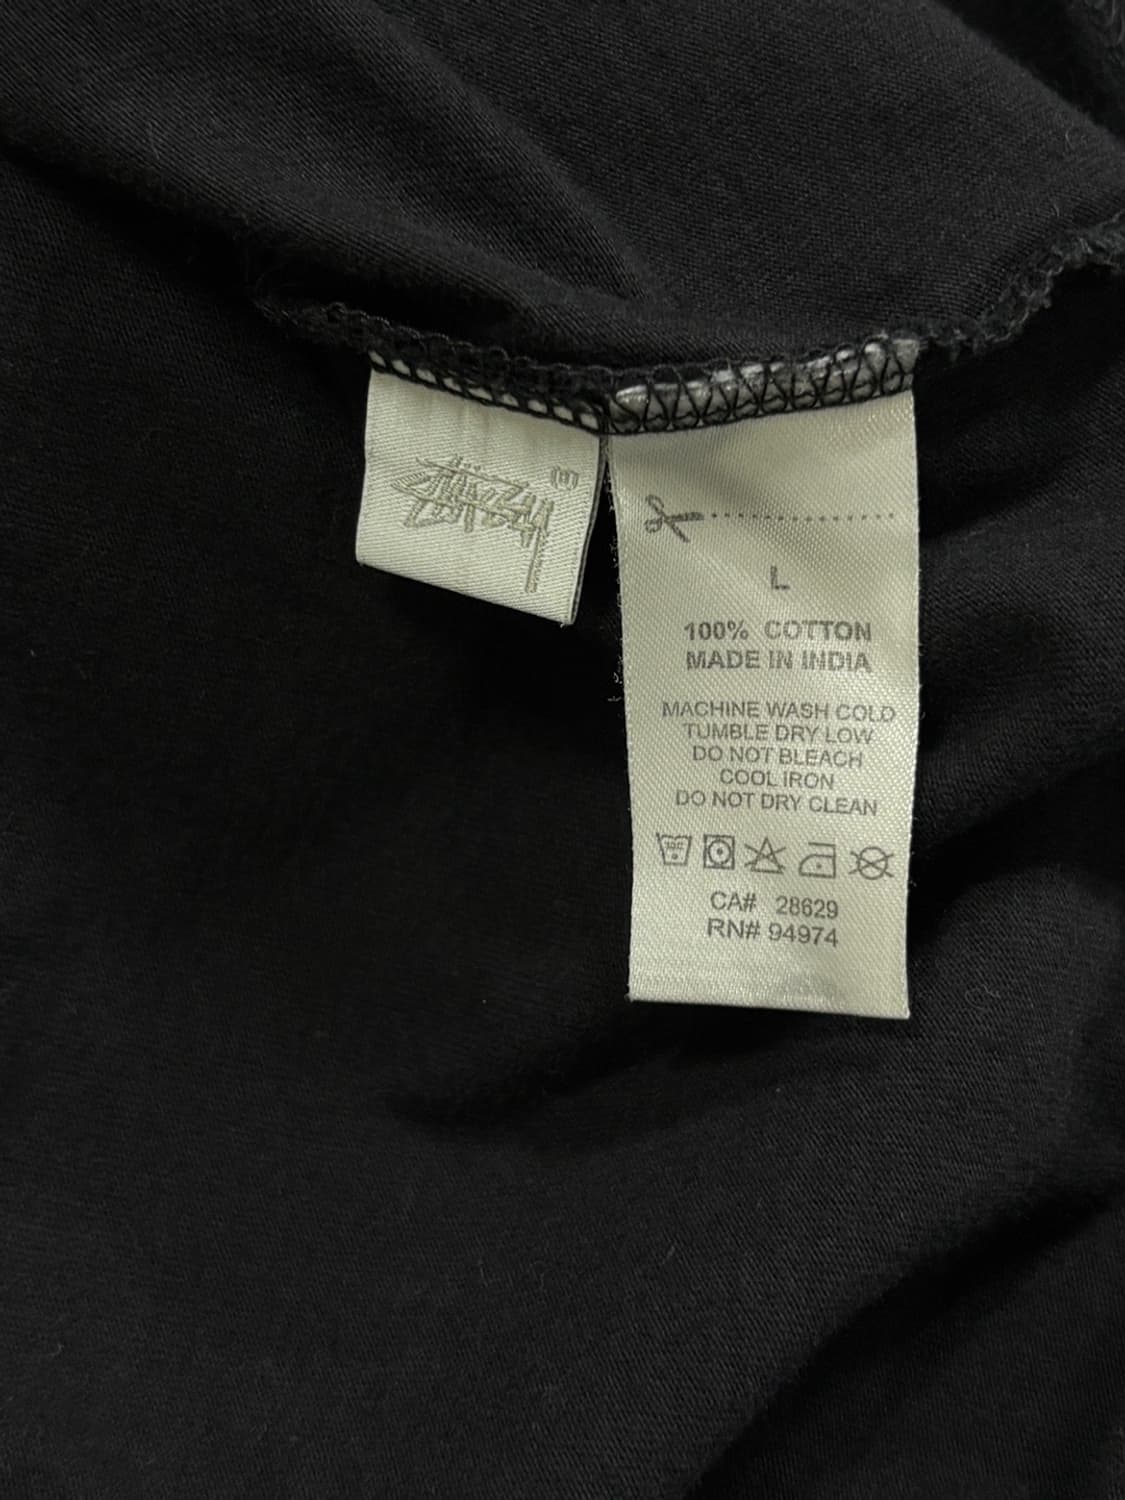 STÜSSY
L
100% COTTON
MADE IN INDIA
MACHINE WASH COLD
TUMBLE DRY LOW
DO NOT BLEACH
COOL IRON
DO NOT DRY CLEAN
CA# 28629
RN# 94974